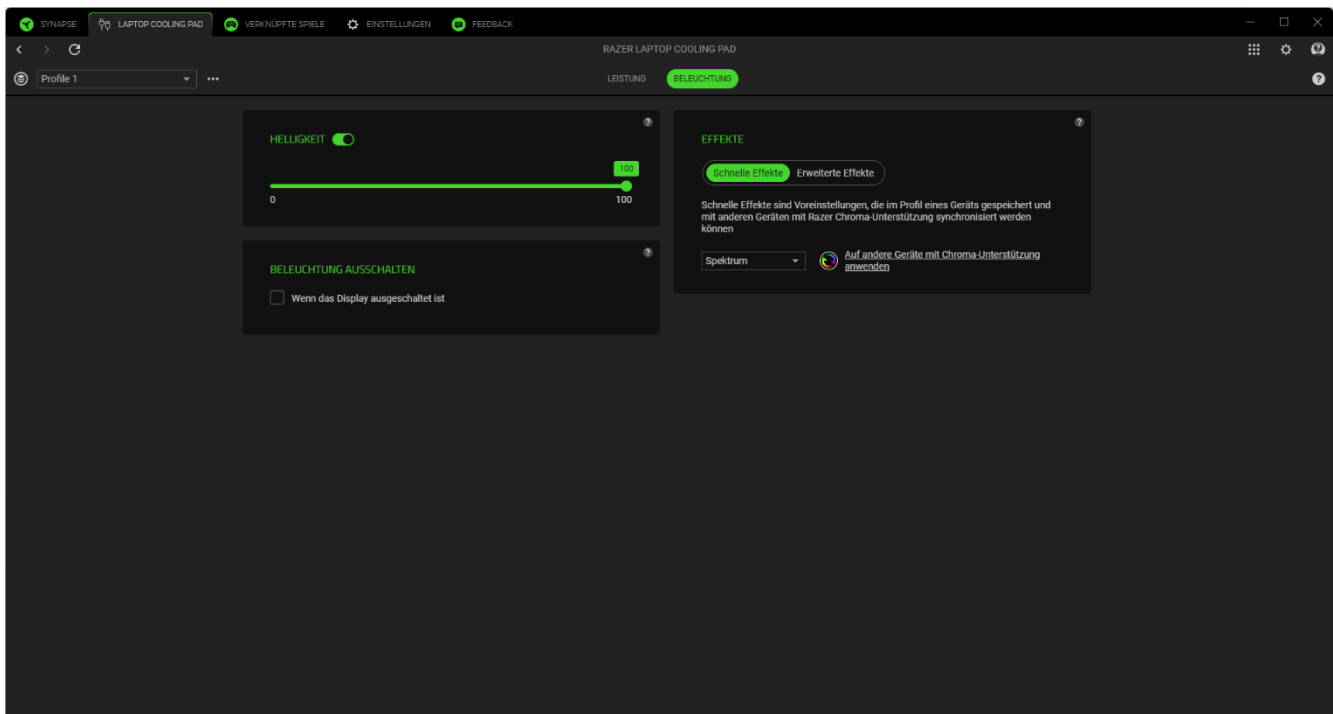 SYNAPSE
LAPTOP COOLING PAD
VERKNÜPFTE SPIELE
EINSTELLUNGEN
FEEDBACK
RAZER LAPTOP COOLING PAD
Profile 1
LEISTUNG
BELEUCHTUNG
HELLIGKEIT
100
0
100
BELEUCHTUNG AUSSCHALTEN
Wenn das Display ausgeschaltet ist
EFFEKTE
Schnelle Effekte
Erweiterte Effekte
Schnelle Effekte sind Voreinstellungen, die im Profil eines Geräts gespeichert und
mit anderen Geräten mit Razer Chroma-Unterstützung synchronisiert werden
können
Spektrum
Auf andere Geräte mit Chroma-Unterstützung
anwenden